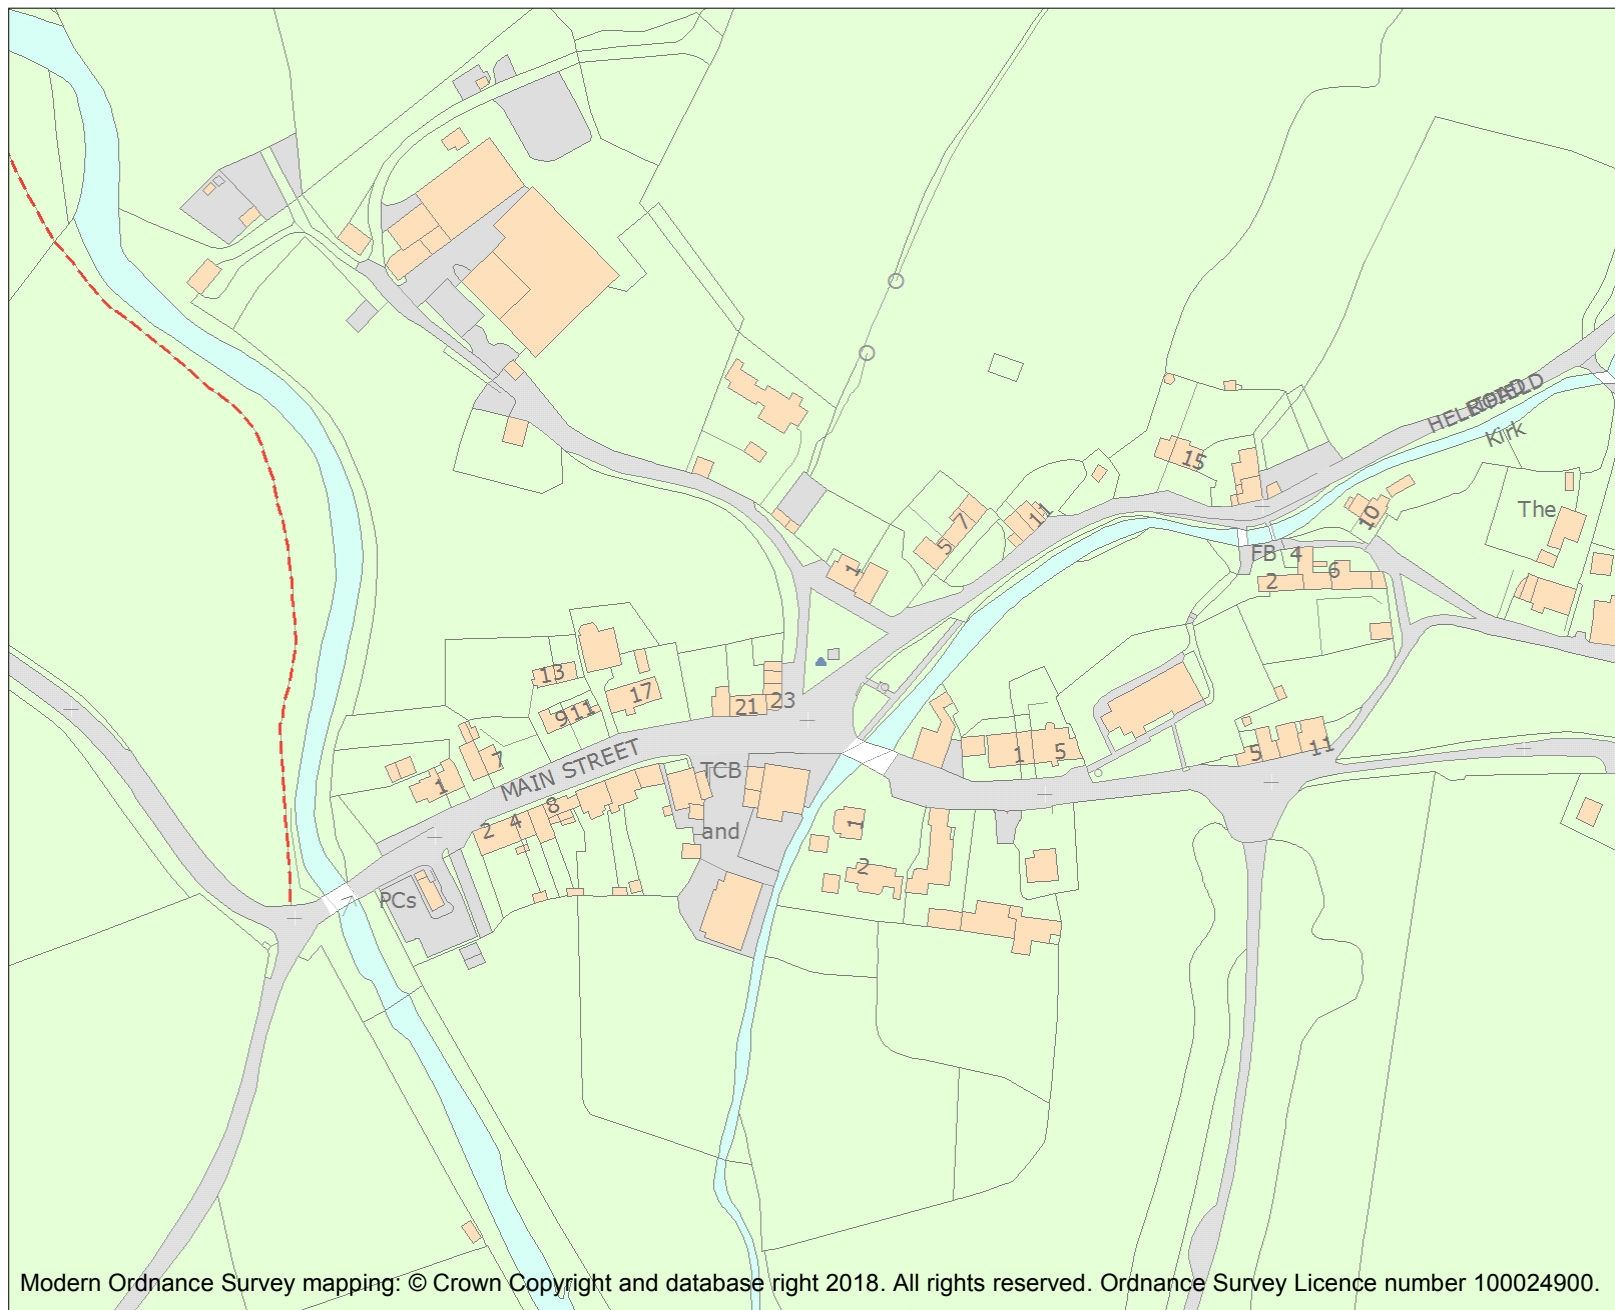 15
HELLIFIELD
ROAD
Kirk
10
The
11
7
5
1
FB 4
2
6
13
9 11
17
21
23
MAIN STREET
7
1
TCB
and
2
4
8
1
5
5
11
1
2
PCs
Modern Ordnance Survey mapping: © Crown Copyright and database right 2018. All rights reserved. Ordnance Survey Licence number 100024900.